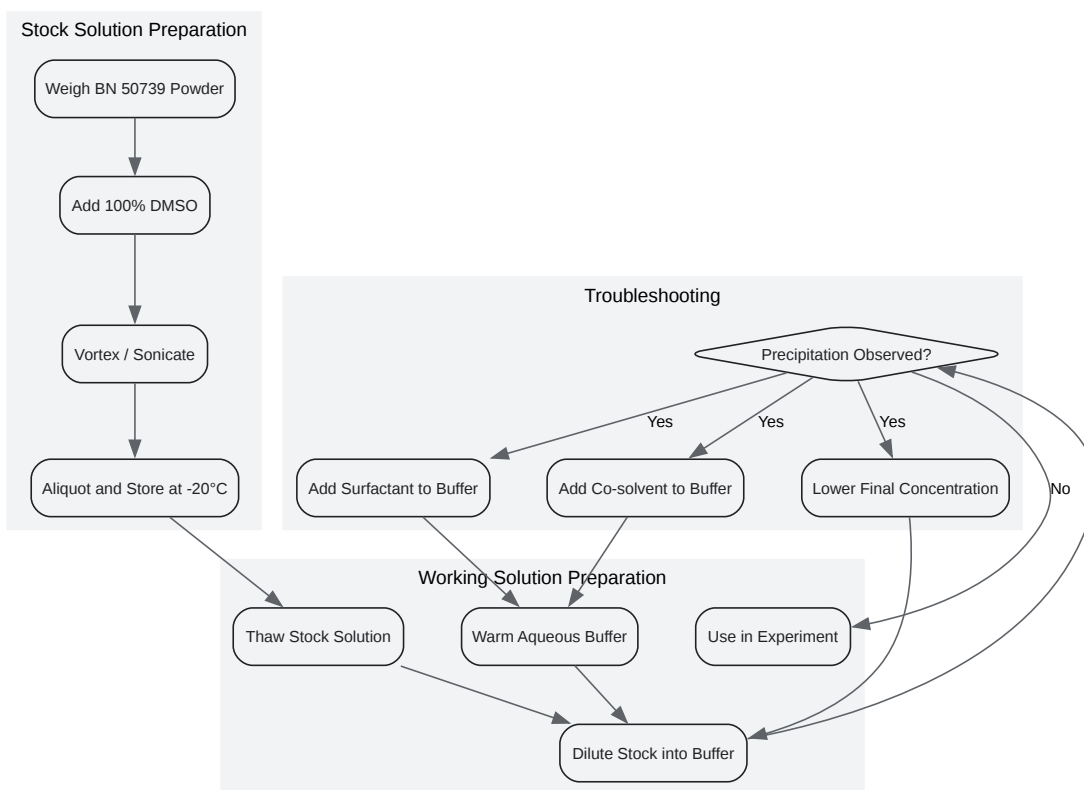 Stock Solution Preparation
Weigh BN 50739 Powder
Add 100% DMSO
Vortex / Sonicate
Aliquot and Store at -20°C
Troubleshooting
Precipitation Observed?
Yes
Yes
Yes
No
Add Surfactant to Buffer
Add Co-solvent to Buffer
Lower Final Concentration
Working Solution Preparation
Thaw Stock Solution
Warm Aqueous Buffer
Use in Experiment
Dilute Stock into Buffer